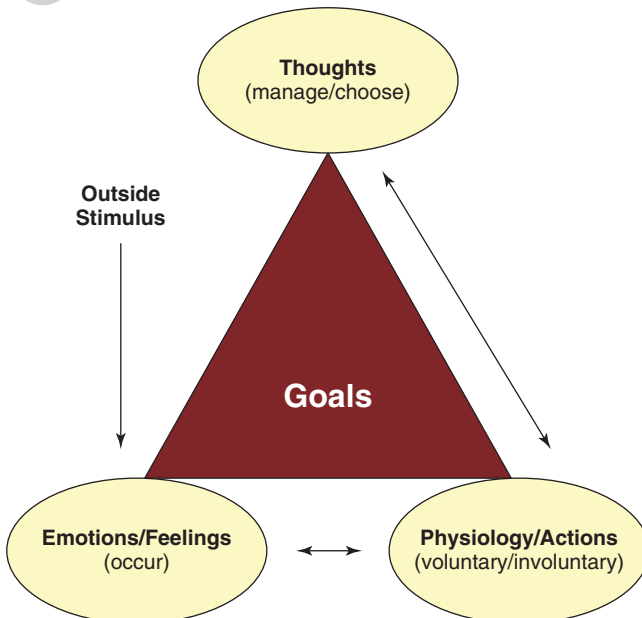 Thoughts
(manage/choose)
Outside
Stimulus
Goals
Emotions/Feelings
(occur)
Physiology/Actions
(voluntary/involuntary)